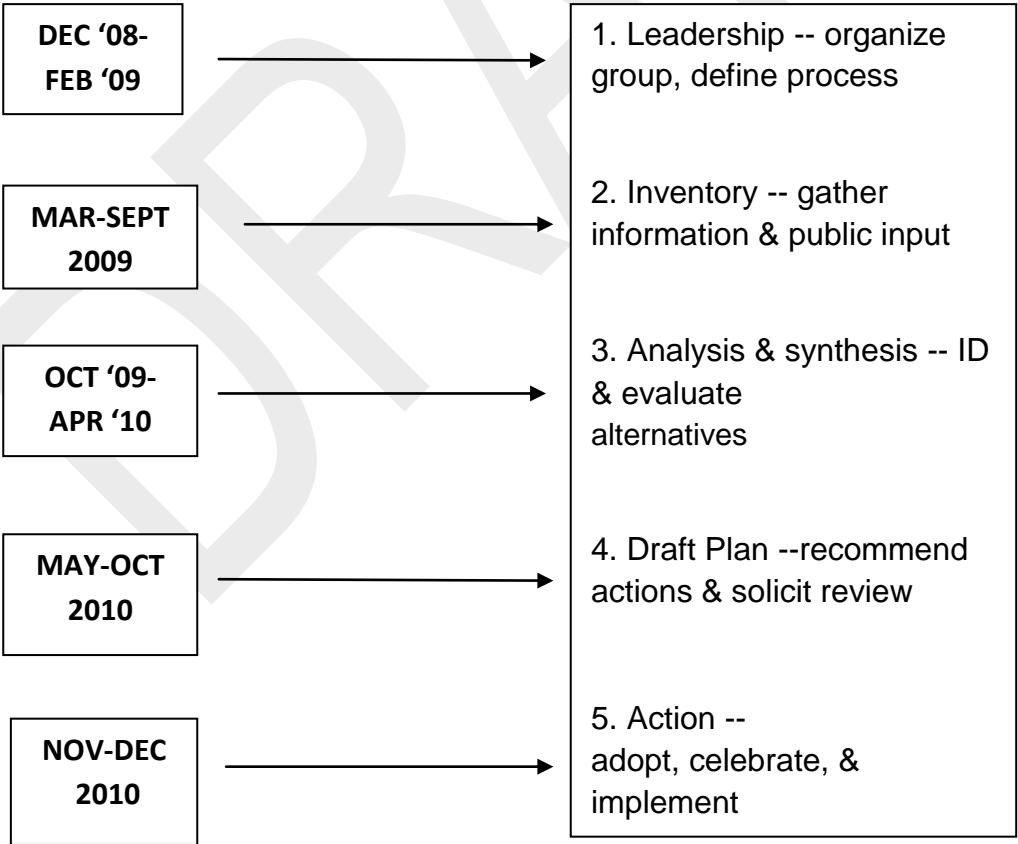 DEC ‘08-
FEB ‘09
1. Leadership -- organize
group, define process
MAR-SEPT
2009
2. Inventory -- gather
information & public input
OCT ‘09-
APR ‘10
3. Analysis & synthesis -- ID
& evaluate
alternatives
MAY-OCT
2010
4. Draft Plan --recommend
actions & solicit review
NOV-DEC
2010
5. Action --
adopt, celebrate, &
implement